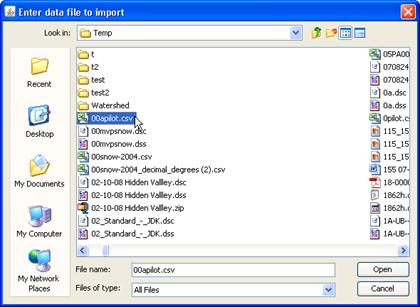 Enter data file to import
Look in: Temp
Recent
Desktop
My Documents
My Computer
My Network Places
t
t2
test
test2
Watershed
00apilot.csv
00mvpsnow.dsc
00mvpsnow.dss
00snow-2004.csv
00snow-2004_decimal_degrees (2).csv
02-10-08 Hidden Vallley.dsc
02-10-08 Hidden Vallley.dss
02-10-08 Hidden Vallley.zip
02_Standard_-_JDK.dsc
02_Standard_-_JDK.dss
05PA00
070824
070824
0a.dsc
0a.dss
0pilot.c
115_15
115_15
155 07-
18-0000
1862h.d
1862h.d
1A-UB--
1A-UB--
File name: 00apilot.csv
Open
Files of type: All Files
Cancel